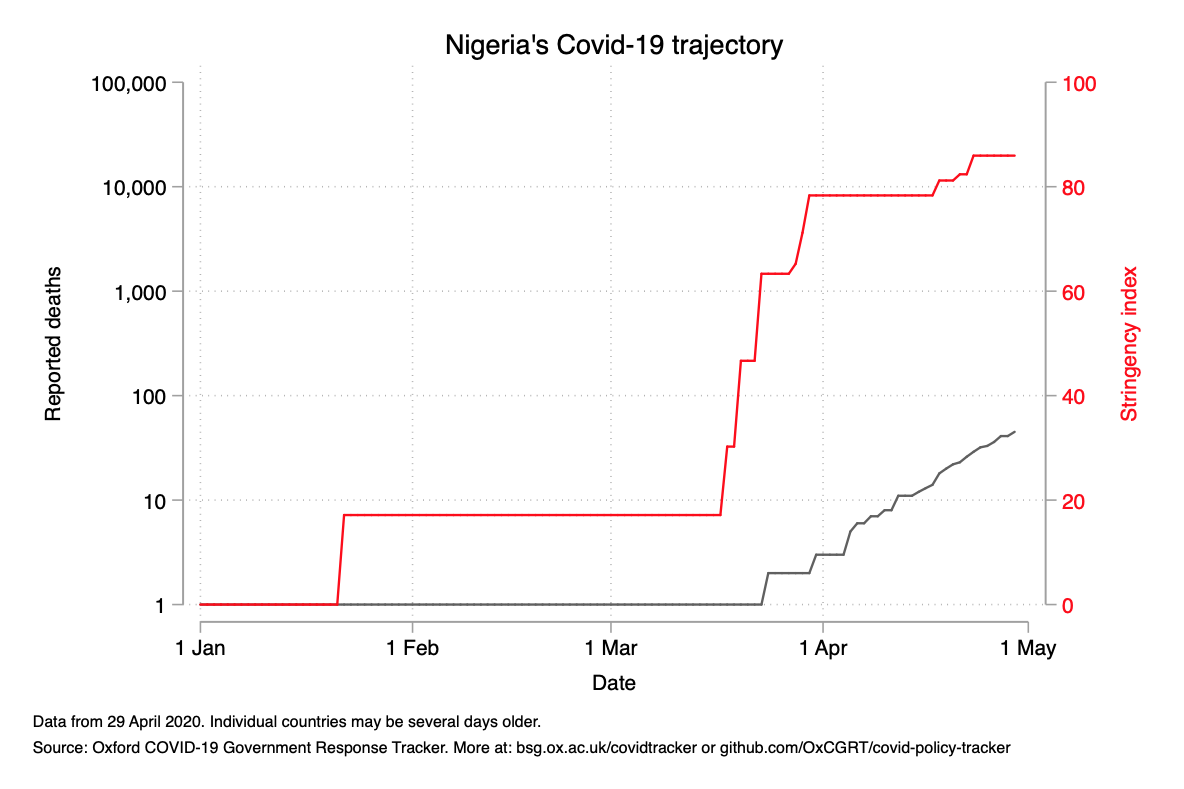 Nigeria's Covid-19 trajectory
100,000
10,000
1,000
100
10
1
Reported deaths
100
80
60
40
20
0
Stringency index
1 Jan
1 Feb
1 Mar
1 Apr
1 May
Date
Data from 29 April 2020. Individual countries may be several days older.
Source: Oxford COVID-19 Government Response Tracker. More at: bsg.ox.ac.uk/covidtracker or github.com/OxCGRT/covid-policy-tracker